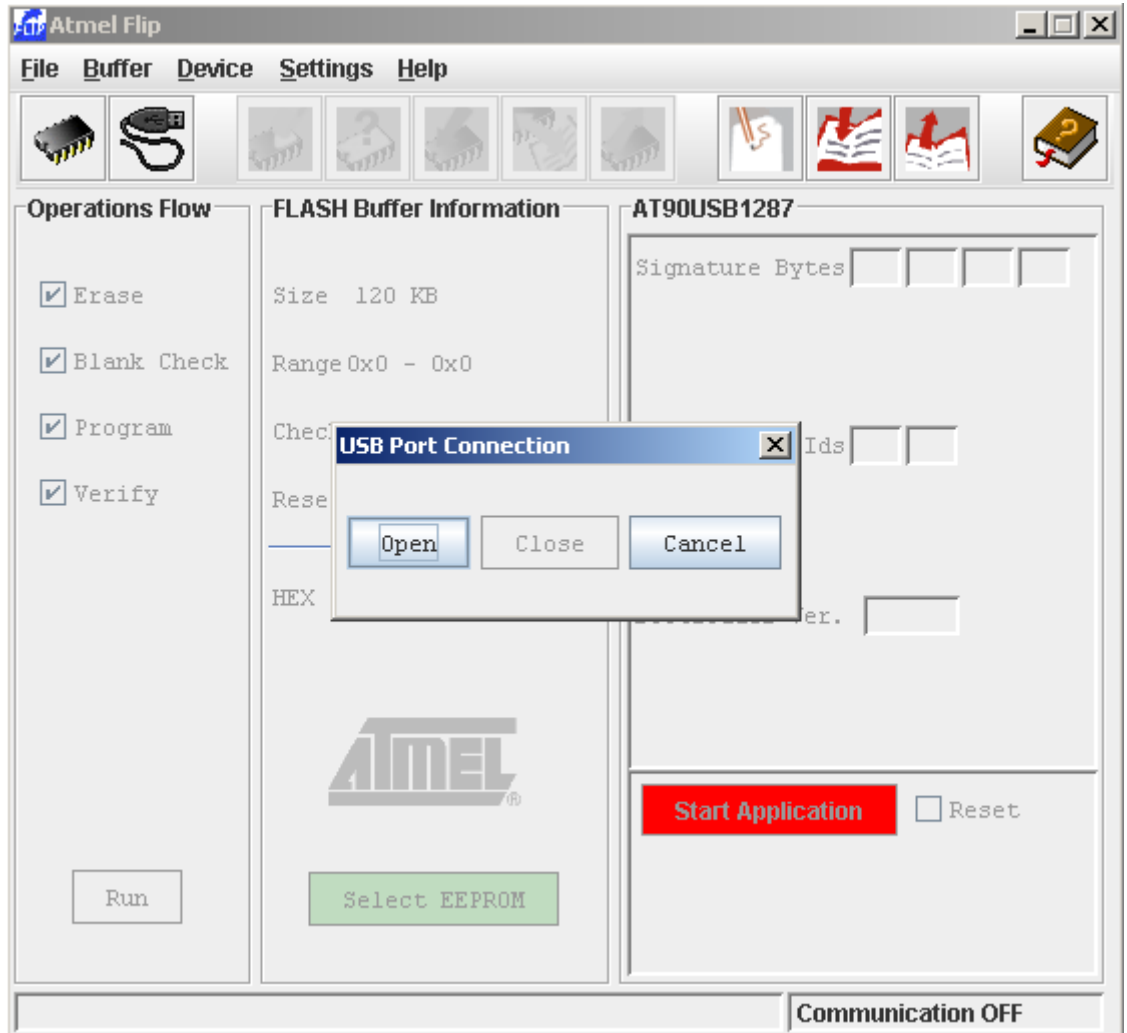 Atmel Flip
File Buffer Device Settings Help
Operations Flow
Erase
Blank Check
Program
Verify
Run
FLASH Buffer Information
Size 120 KB
Range 0x0 - 0x0
HEX
ATMEL
®
Select EEPROM
AT90USB1287
Signature Bytes
Ids
Ver.
Start Application
Reset
USB Port Connection
Open Close Cancel
Communication OFF